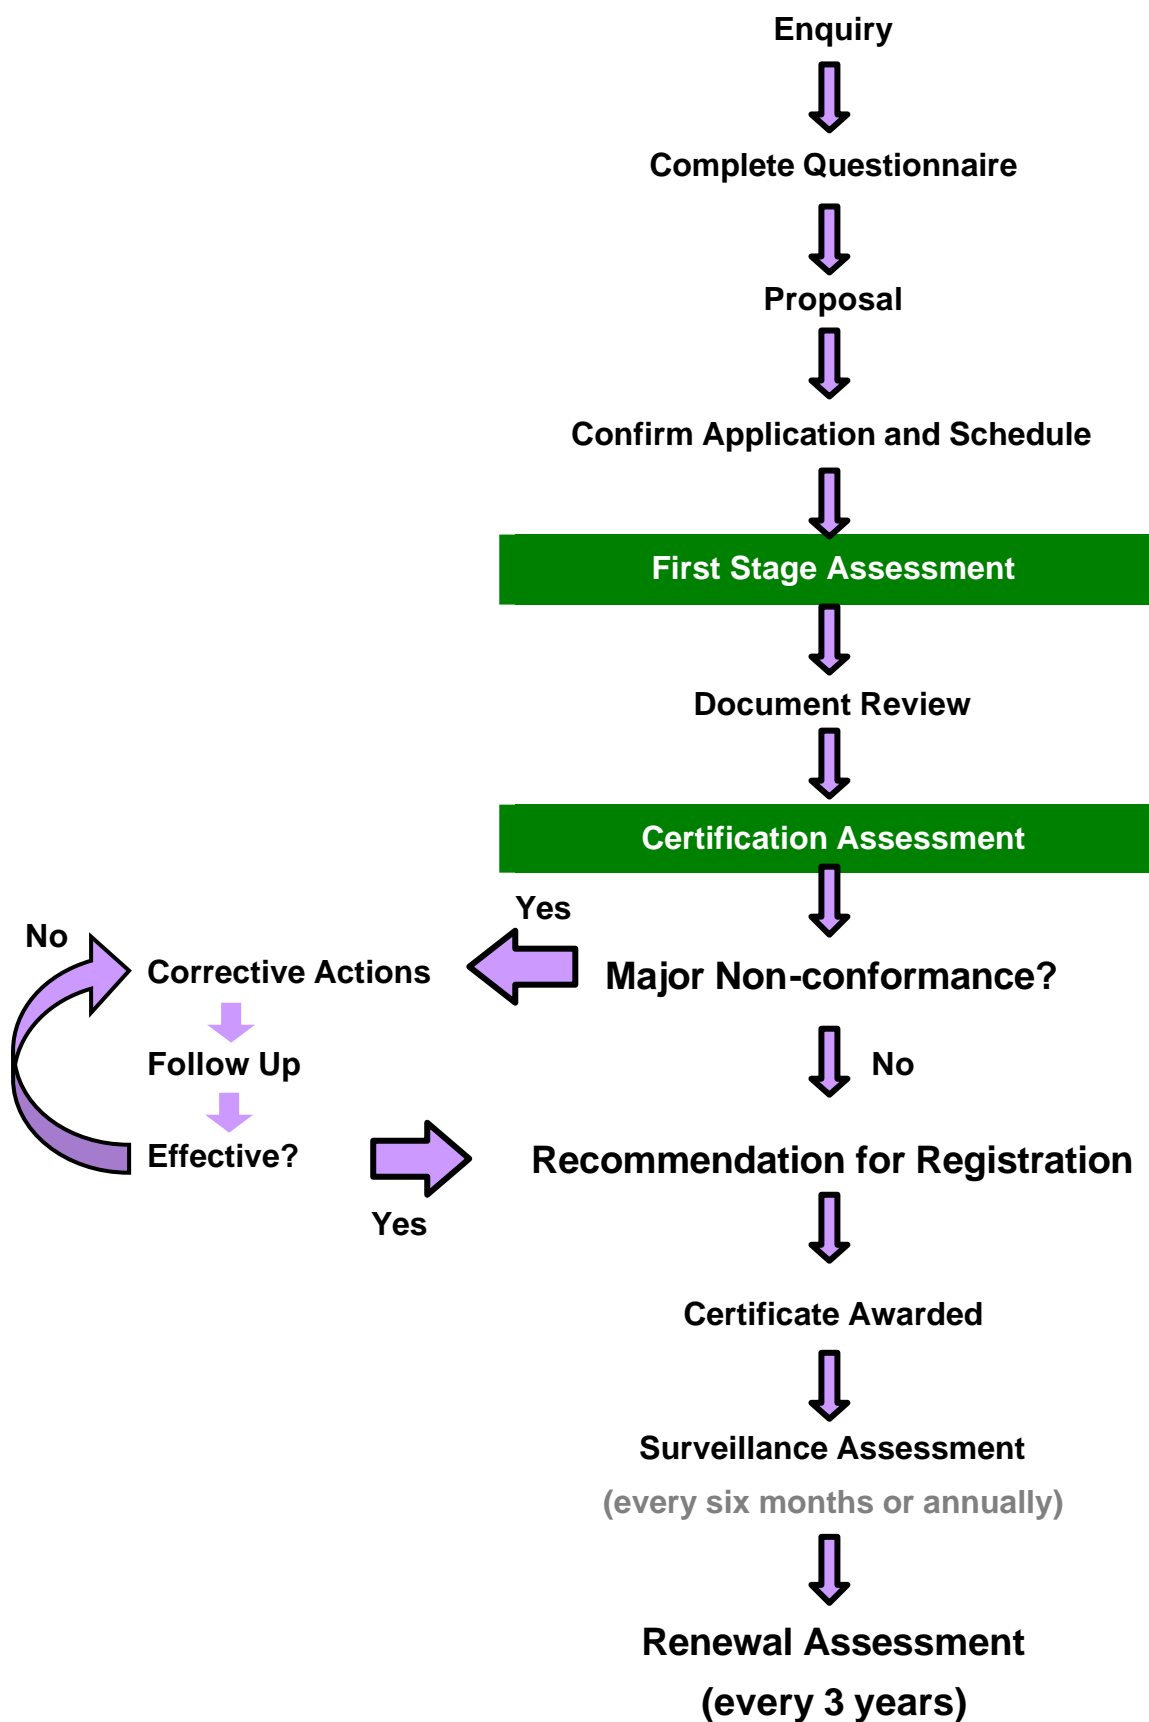 Enquiry
Complete Questionnaire
Proposal
Confirm Application and Schedule
First Stage Assessment
Document Review
Certification Assessment
Yes
No
Corrective Actions
Major Non-conformance?
Follow Up
No
Effective?
Recommendation for Registration
Yes
Certificate Awarded
Surveillance Assessment
(every six months or annually)
Renewal Assessment
(every 3 years)